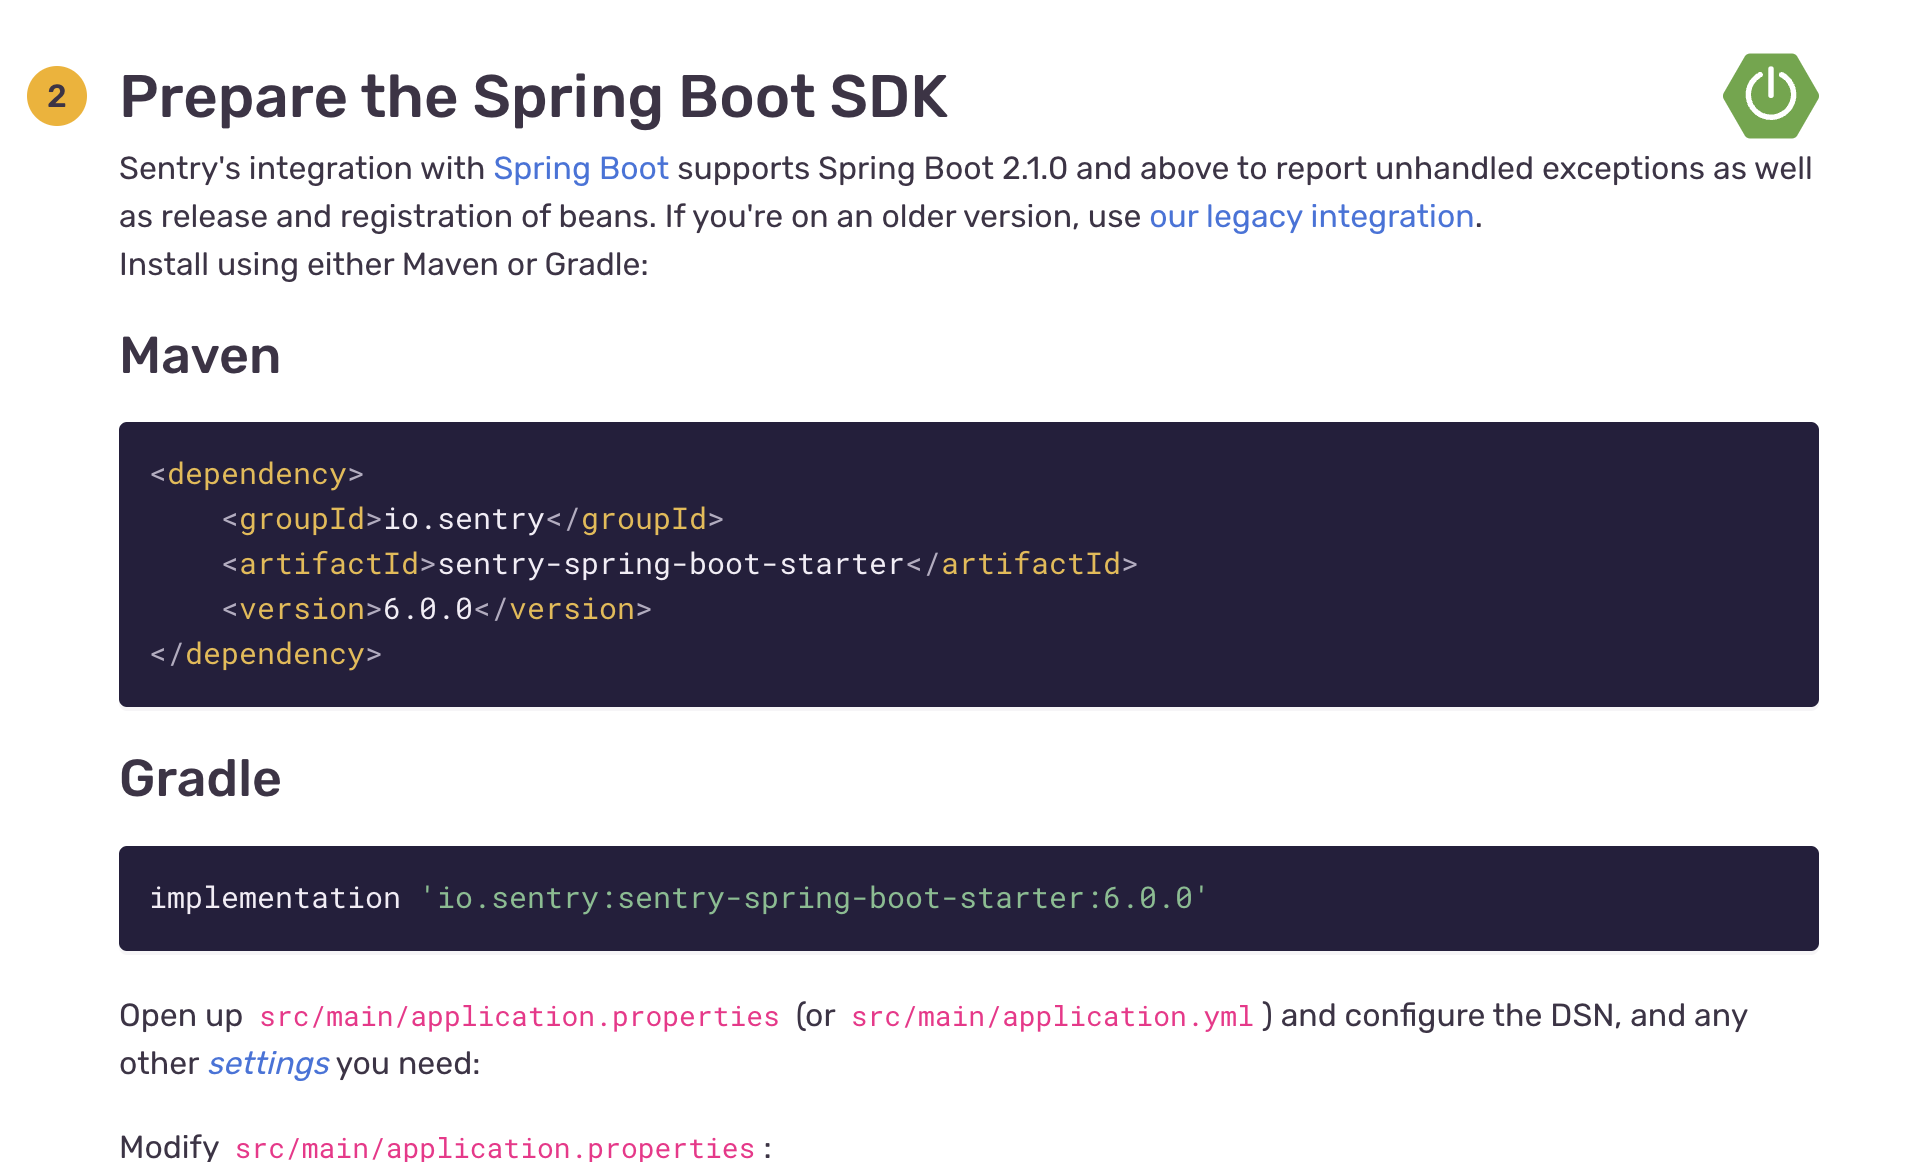 2
Prepare the Spring Boot SDK
Sentry's integration with Spring Boot supports Spring Boot 2.1.0 and above to report unhandled exceptions as well
as release and registration of beans. If you're on an older version, use our legacy integration.
Install using either Maven or Gradle:
Maven
<dependency>
    <groupId>io.sentry</groupId>
    <artifactId>sentry-spring-boot-starter</artifactId>
    <version>6.0.0</version>
</dependency>
Gradle
implementation 'io.sentry:sentry-spring-boot-starter:6.0.0'
Open up src/main/application.properties (or src/main/application.yml) and configure the DSN, and any
other settings you need:
Modify src/main/application.properties: